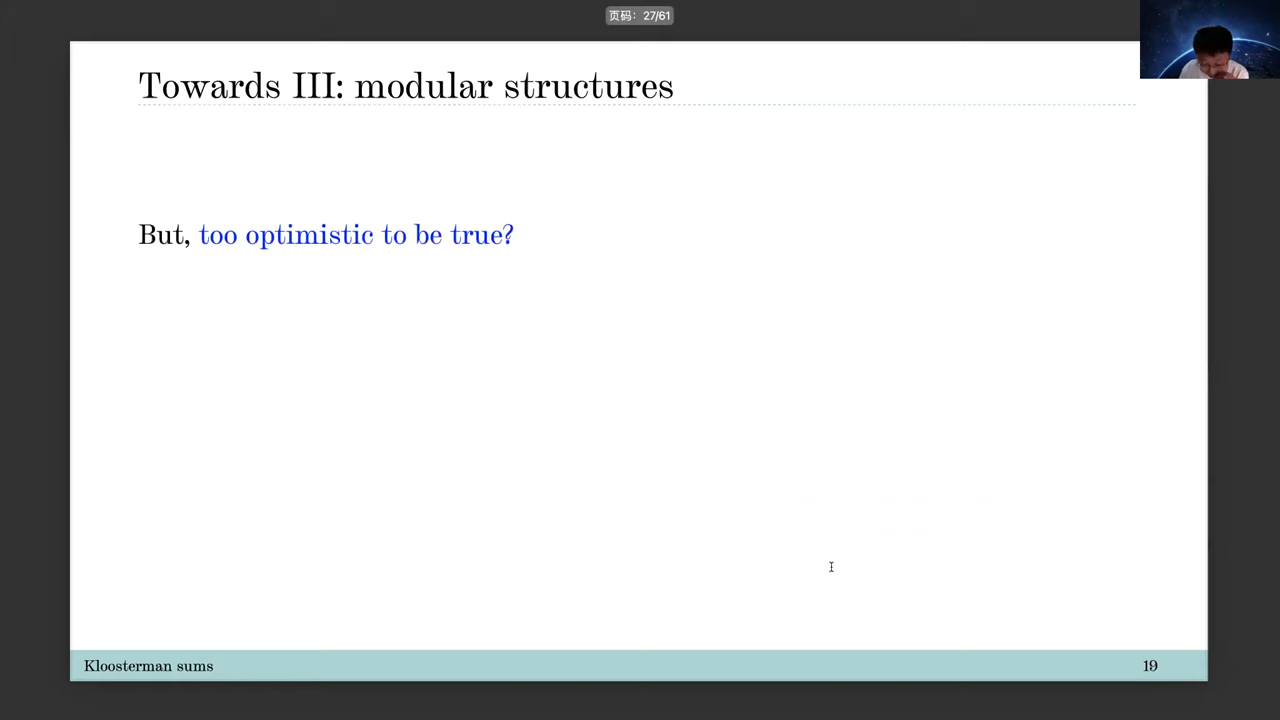 页码：27/61
Towards III: modular structures
But, too optimistic to be true?
Kloosterman sums
19